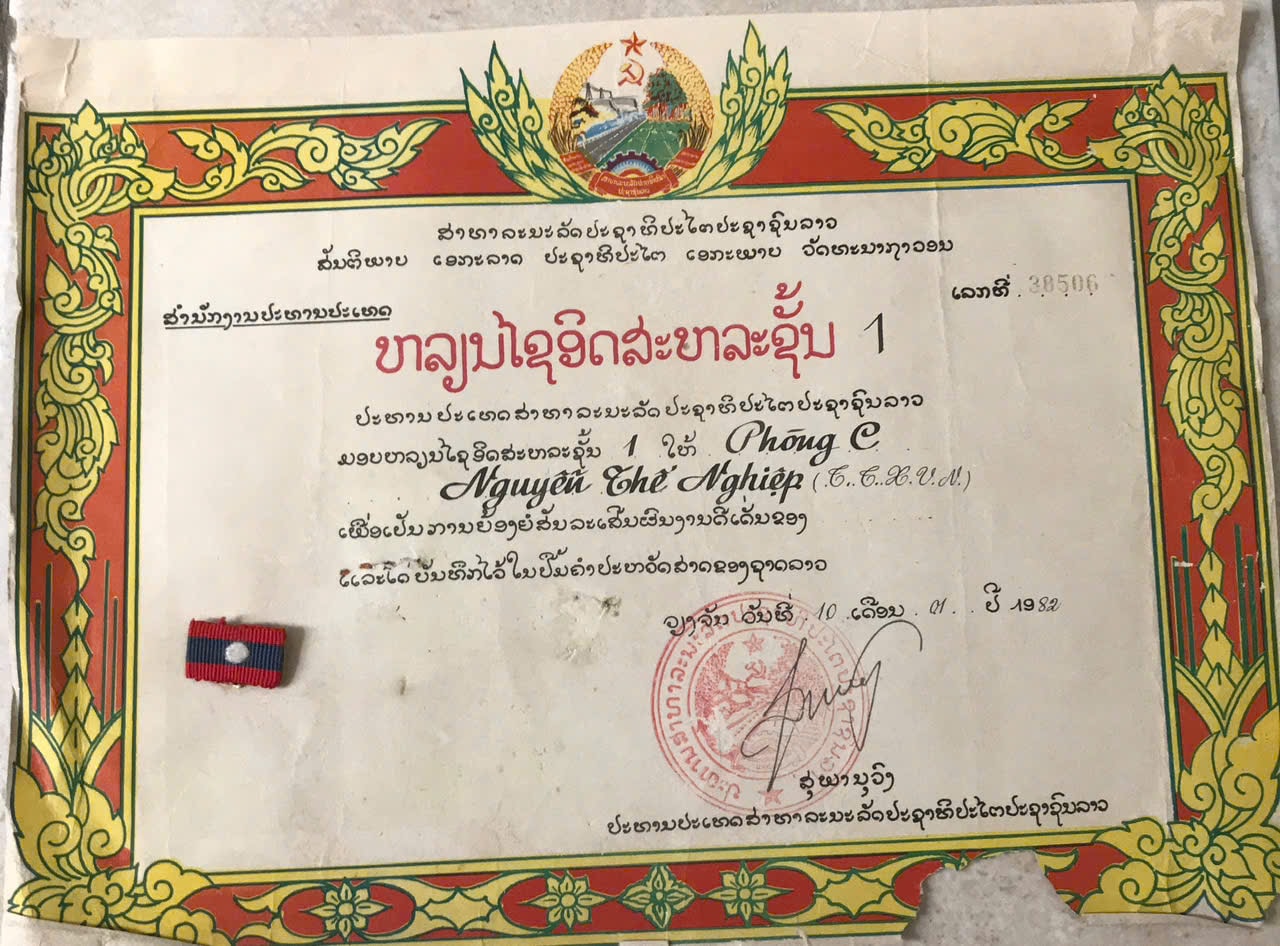 ສາທາລະນະລັດປະຊາທິປະໄຕປະຊາຊົນລາວ
ສັນຕິພາບ ເອກະລາດ ປະຊາທິປະໄຕ ເອກະພາບ ວັດທະນາຖາວອນ
ເລກທີ່ 38506
ສຳນັກງານປະທານປະເທດ
ຫລຽນໄຊອິດສະຫລະຊັ້ນ 1
ປະທານປະເທດສາທາລະນະລັດປະຊາທິປະໄຕປະຊາຊົນລາວ
ມອບຫລຽນໄຊອິດສະຫລະຊັ້ນ 1 ໃຫ້ Phòng C
Nguyễn Thế Nghiệp (T.T.X.V.N.)
ເພື່ອເປັນການຍ້ອງຍໍສັນລະເສີນຜົນງານດີເດັ່ນຂອງ
ແລະໄດ້ບັນທຶກໄວ້ໃນປຶ້ມຄຳປະຫວັດສາດຂອງຊາດລາວ
ວຽງຈັນ ວັນທີ່ 10 ເດືອນ 01 ປີ 1982
ສຸພານຸວົງ
ປະທານປະເທດສາທາລະນະລັດປະຊາທິປະໄຕປະຊາຊົນລາວ